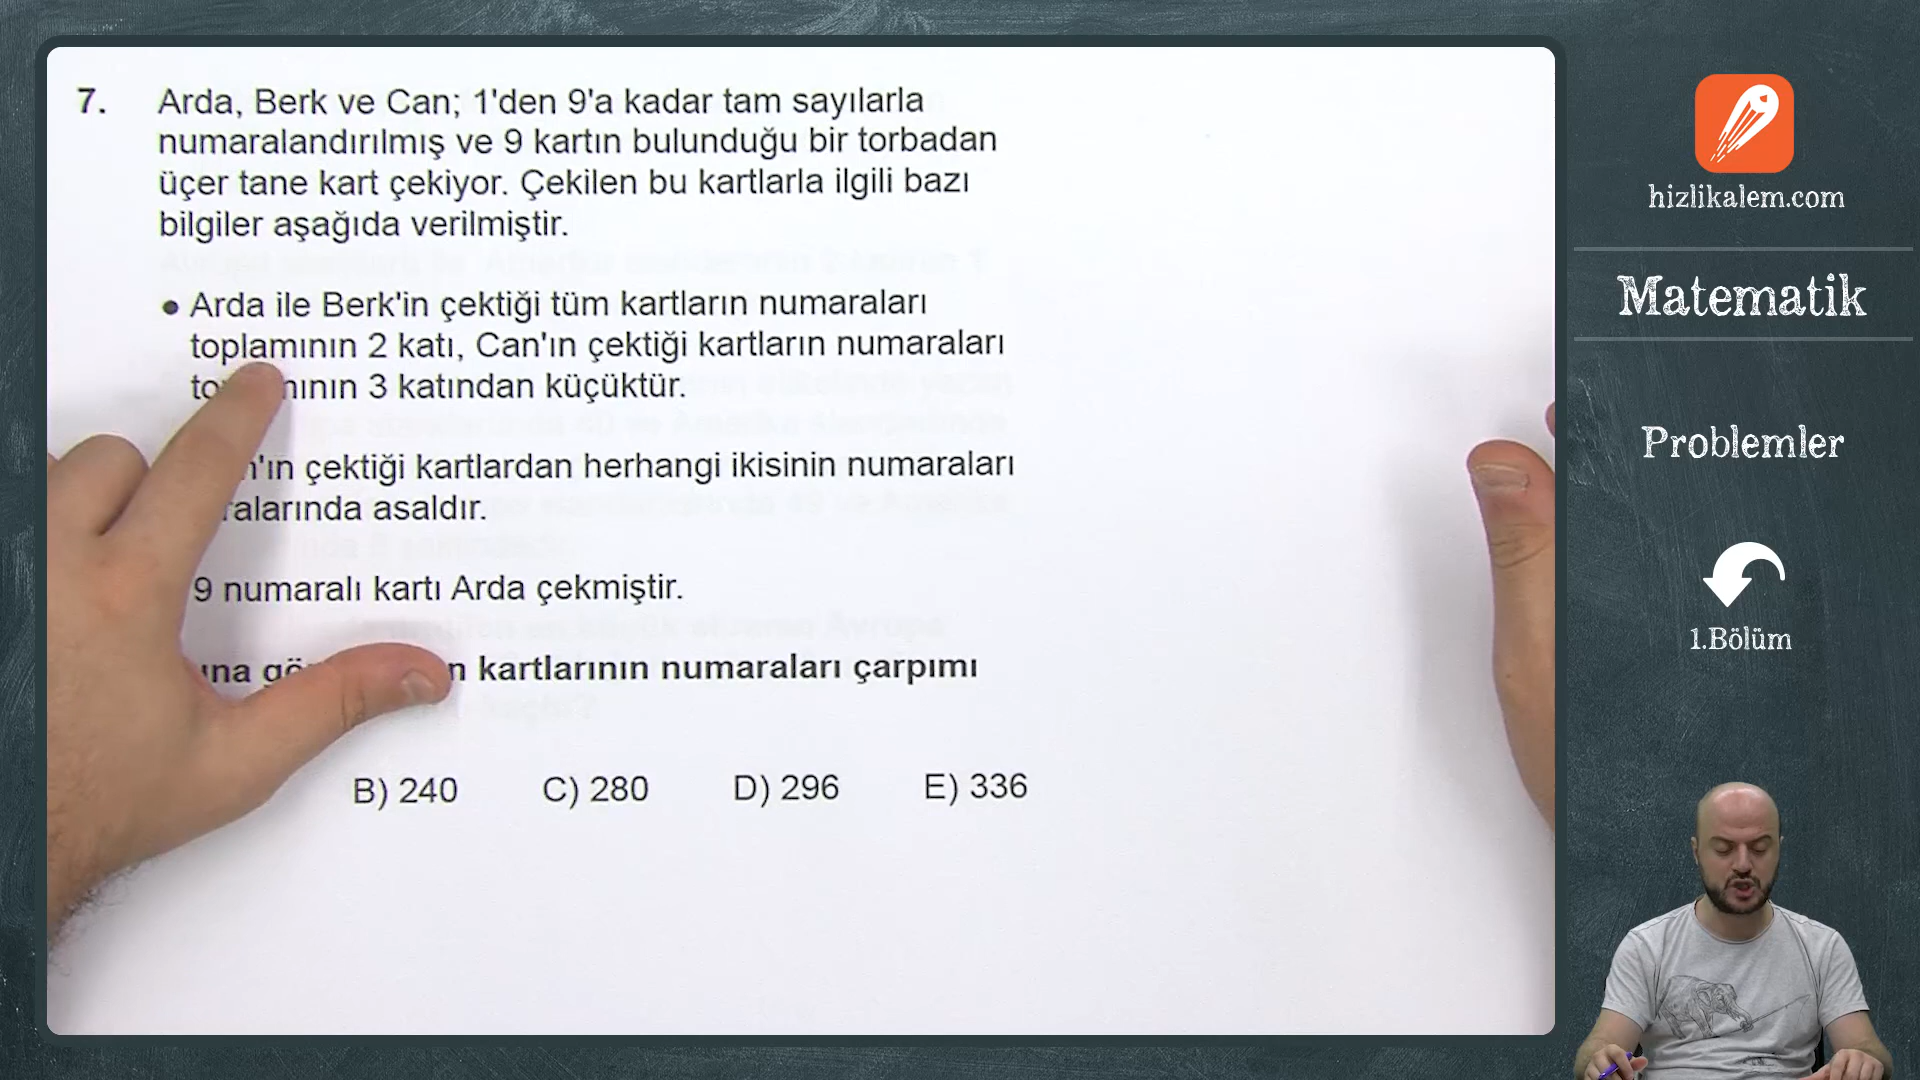 7. Arda, Berk ve Can; 1'den 9'a kadar tam sayılarla
numaralandırılmış ve 9 kartın bulunduğu bir torbadan
üçer tane kart çekiyor. Çekilen bu kartlarla ilgili bazı
bilgiler aşağıda verilmiştir.
● Arda ile Berk'in çektiği tüm kartların numaraları
toplamının 2 katı, Can'ın çektiği kartların numaraları
3 katından küçüktür.
çektiği kartlardan herhangi ikisinin numaraları
asaldır.
9 numaralı kartı Arda çekmiştir.
kartlarının numaraları çarpımı
B) 240 C) 280 D) 296 E) 336
hizlikalem.com
Matematik
Problemler
1.Bölüm